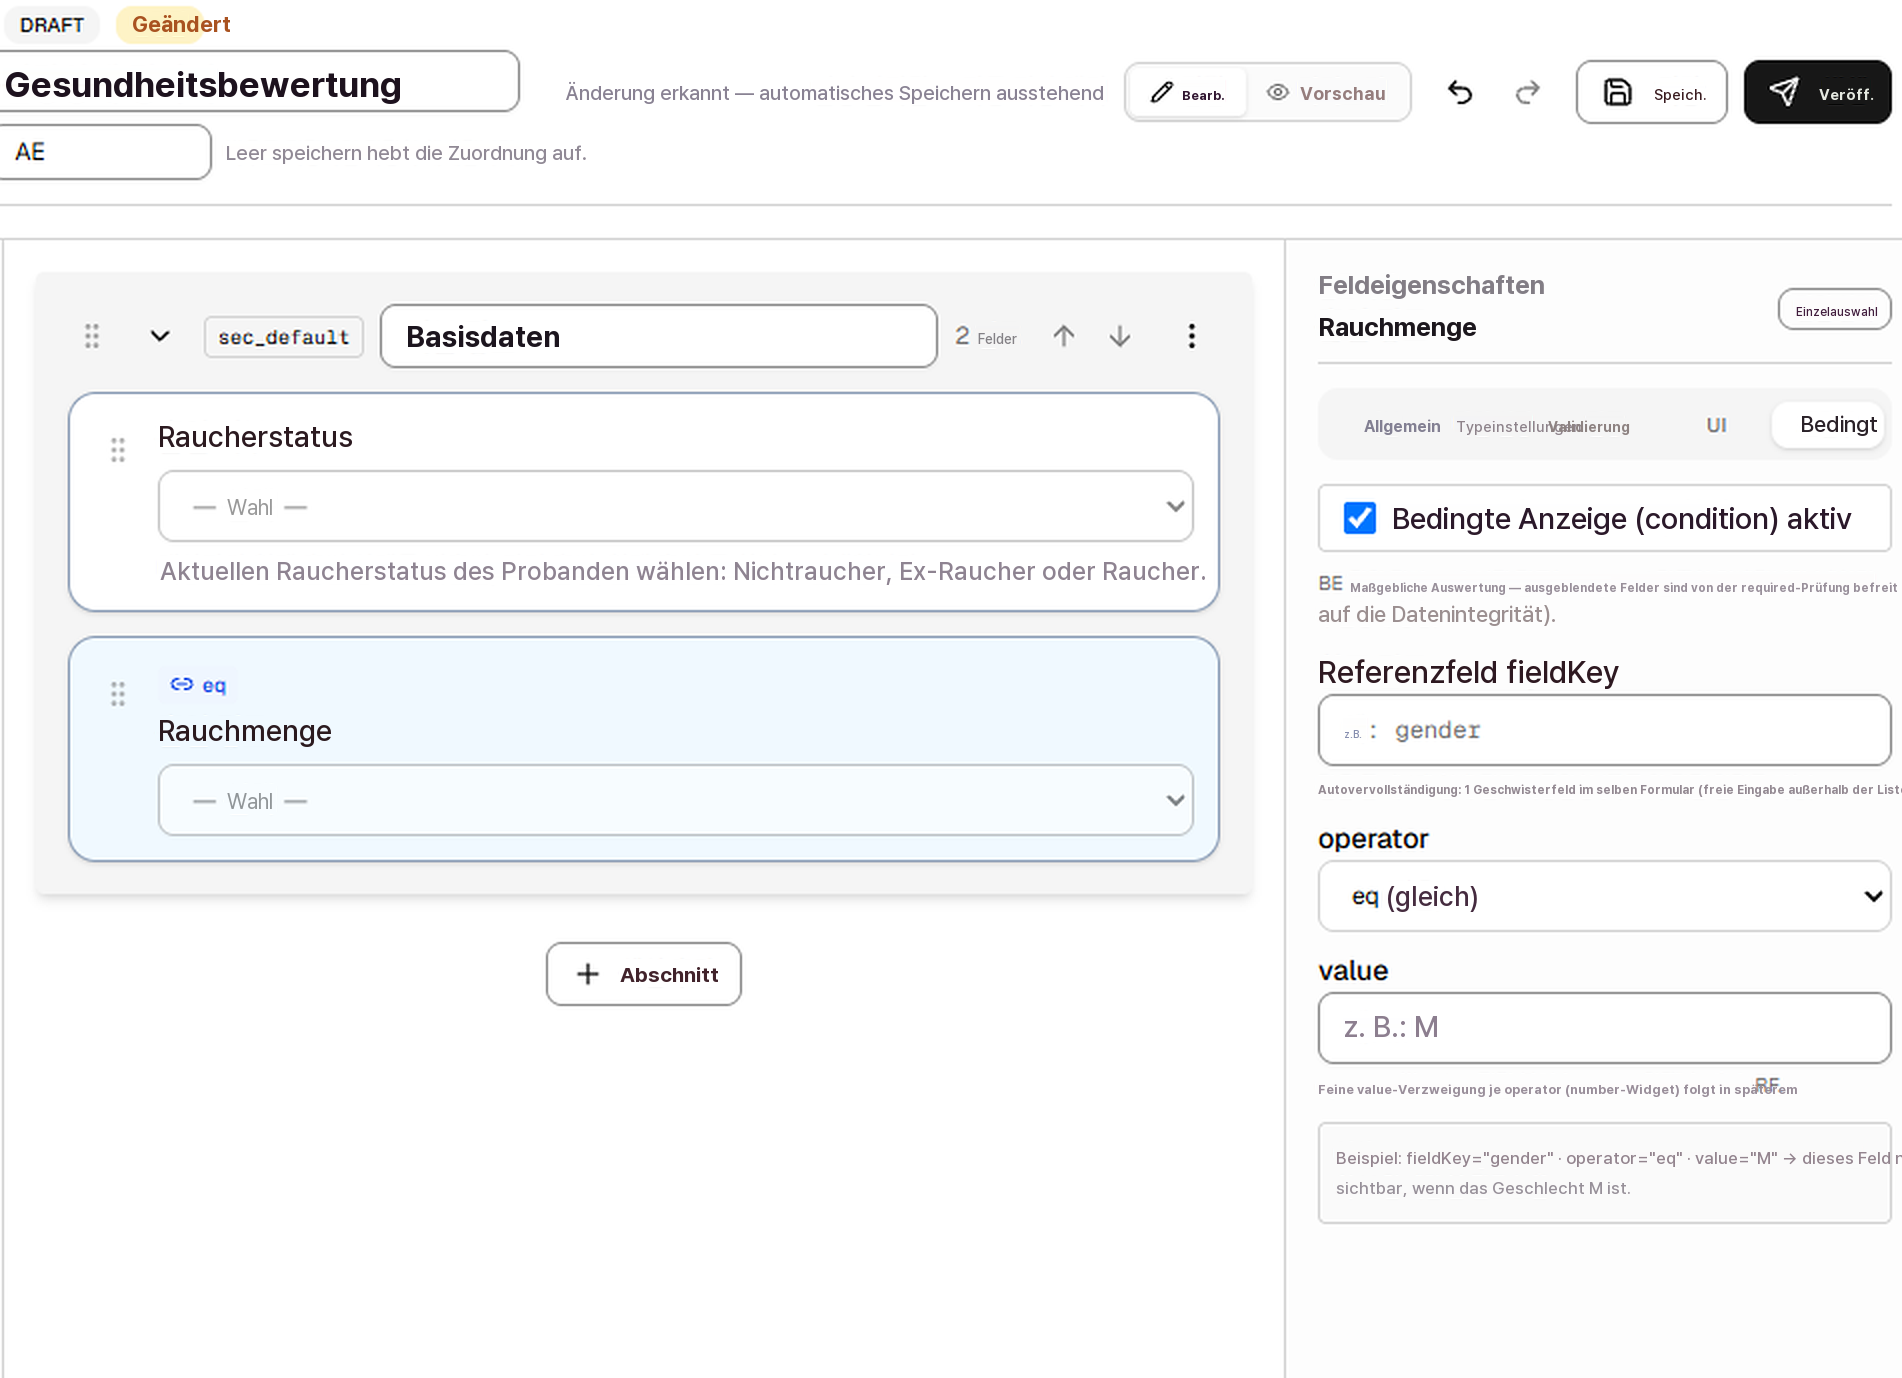 DRAFT Geändert
Gesundheitsbewertung
Änderung erkannt — automatisches Speichern ausstehend
Bearb. Vorschau
Speich.
Veröff.
AE Leer speichern hebt die Zuordnung auf.
sec_default Basisdaten 2 Felder
Raucherstatus
— Wahl —
Aktuellen Raucherstatus des Probanden wählen: Nichtraucher, Ex-Raucher oder Raucher.
eq
Rauchmenge
— Wahl —
Abschnitt
Feldeigenschaften
Rauchmenge
Einzelauswahl
Allgemein Typeinstellungen Validierung UI Bedingt
Bedingte Anzeige (condition) aktiv
BE Maßgebliche Auswertung — ausgeblendete Felder sind von der required-Prüfung befreit
auf die Datenintegrität).
Referenzfeld fieldKey
z.B. : gender
Autovervollständigung: 1 Geschwisterfeld im selben Formular (freie Eingabe außerhalb der List
operator
eq (gleich)
value
z. B.: M
Feine value-Verzweigung je operator (number-Widget) folgt in späterem
Beispiel: fieldKey="gender" · operator="eq" · value="M" → dieses Feld n
sichtbar, wenn das Geschlecht M ist.